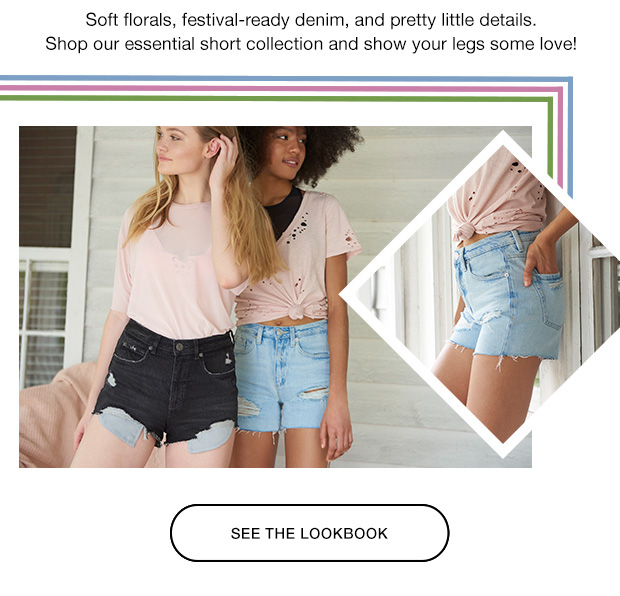 Soft florals, festival-ready denim, and pretty little details.
Shop our essential short collection and show your legs some love!
SEE THE LOOKBOOK